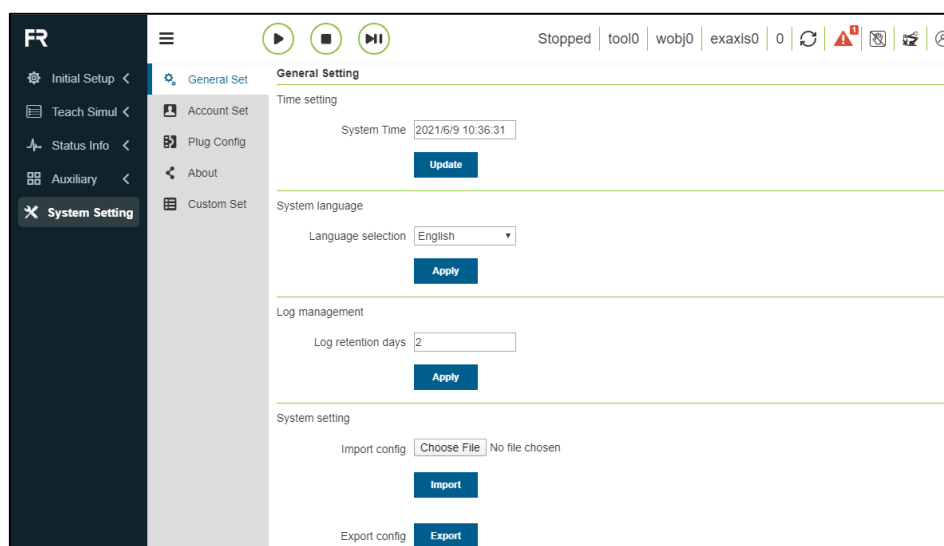 FR
Stopped tool0 wobj0 exaxis0 0 1
Initial Setup
Teach Simul
Status Info
Auxiliary
System Setting
General Set
Account Set
Plug Config
About
Custom Set
General Setting
Time setting
System Time 2021/6/9 10:36:31
Update
System language
Language selection English
Apply
Log management
Log retention days 2
Apply
System setting
Import config Choose File No file chosen
Import
Export config Export